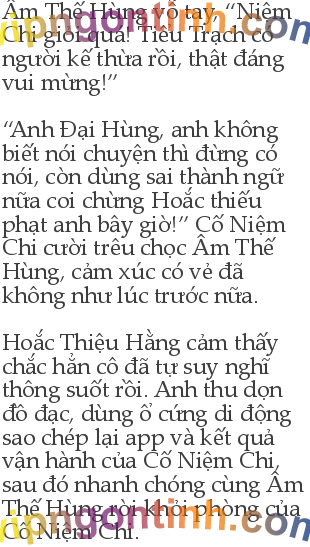 Âm Thế Hùng vỗ tay, “Niệm
Chi giỏi quá! Tiểu Trạch có
người kế thừa rồi, thật đáng
vui mừng!”
“Anh Đại Hùng, anh không
biết nói chuyện thì đừng có
nói, còn dùng sai thành ngữ
nữa coi chừng Hoắc thiếu
phạt anh bây giờ!” Cố Niệm
Chi cười trêu chọc Âm Thế
Hùng, cảm xúc có vẻ đã
không như lúc trước nữa.
Hoắc Thiệu Hằng cảm thấy
chắc hẳn cô đã tự suy nghĩ
thông suốt rồi. Anh thu dọn
đồ đạc, dùng ổ cứng di động
sao chép lại app và kết quả
vận hành của Cố Niệm Chi,
sau đó nhanh chóng cùng Âm
Thế Hùng rời khỏi phòng của
Cố Niệm Chi.
vipngontinh.com
vipngontinh.com